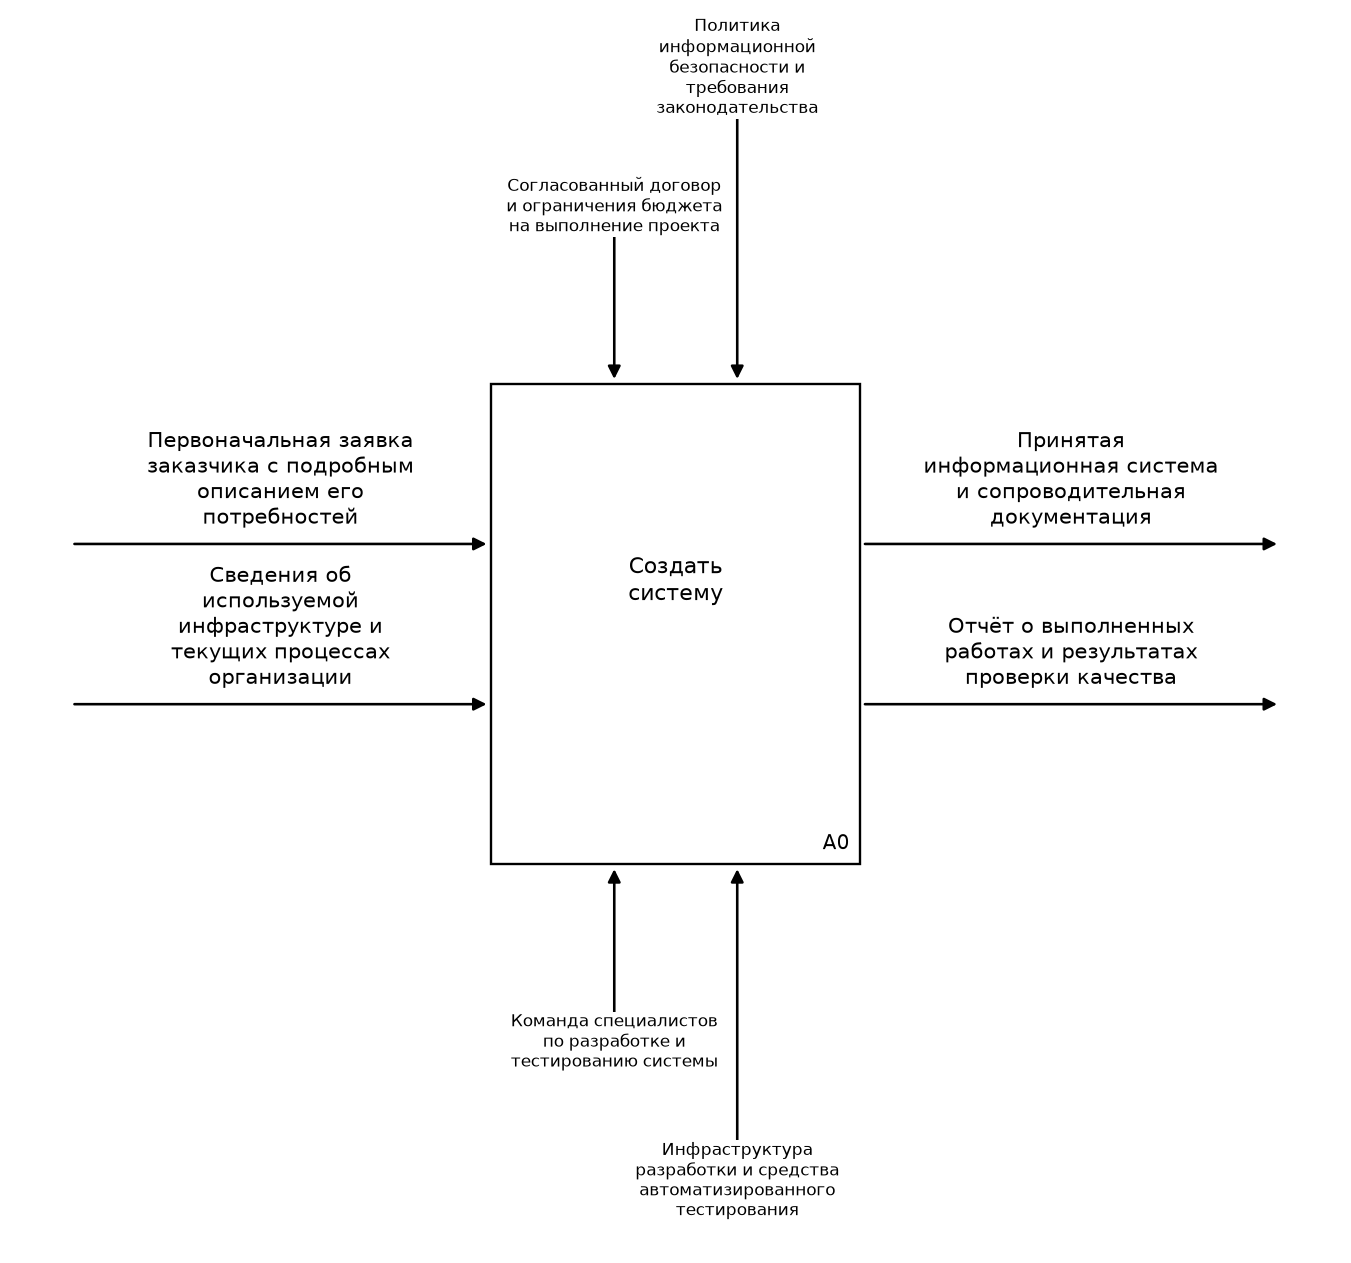 Политика
информационной
безопасности и
требования
законодательства
Согласованный договор
и ограничения бюджета
на выполнение проекта
Первоначальная заявка
заказчика с подробным
описанием его
потребностей
Принятая
информационная система
и сопроводительная
документация
Создать
систему
Сведения об
используемой
инфраструктуре и
текущих процессах
организации
Отчёт о выполненных
работах и результатах
проверки качества
A0
Команда специалистов
по разработке и
тестированию системы
Инфраструктура
разработки и средства
автоматизированного
тестирования